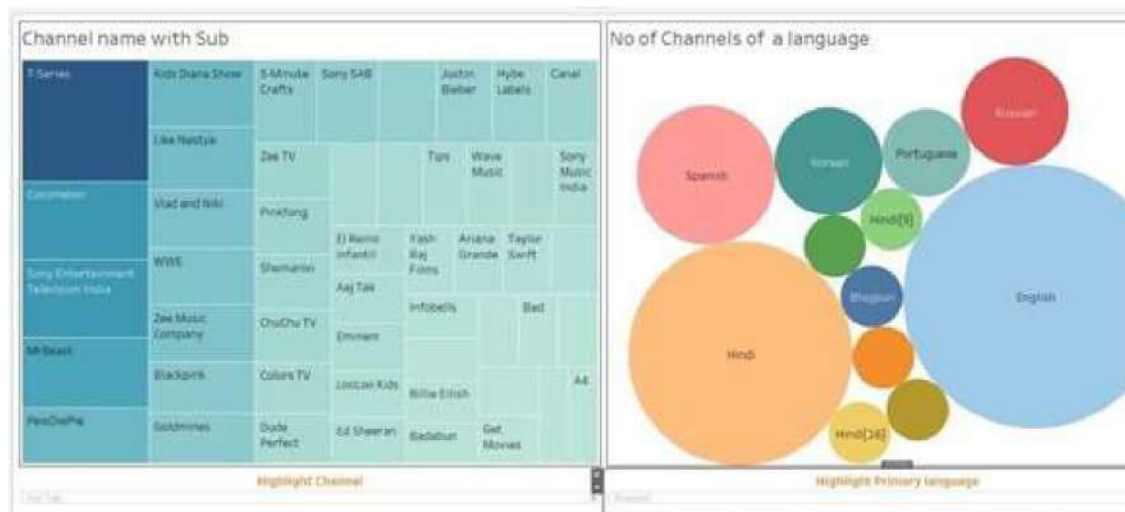 Channel name with Sub
T-Series
Cocomelon
Sony Entertainment
Television India
MrBeast
PewDiePie
Kids Diana Show
Like Nastya
Vlad and Niki
WWE
Zee Music
Company
Blackpink
Goldmines
5-Minute
Crafts
Sony SAB
Justin
Bieber
Hybe
Labels
Canal
Zee TV
Tips
Wave
Music
Sony
Music
India
Pinkfong
El Reino
Infantil
Yash
Raj
Films
Ariana
Grande
Taylor
Swift
Shemaroo
Aaj Tak
Infobells
Bad
ChuChu TV
Eminem
Colors TV
LooLoo Kids
Billie Eilish
A4
Dude
Perfect
Ed Sheeran
Badabun
Get
Movies
Highlight Channel
No of Channels of a language
Russian
Korean
Portuguese
Spanish
Hindi[9]
Bhojpuri
English
Hindi
Hindi[26]
Highlight Primary language